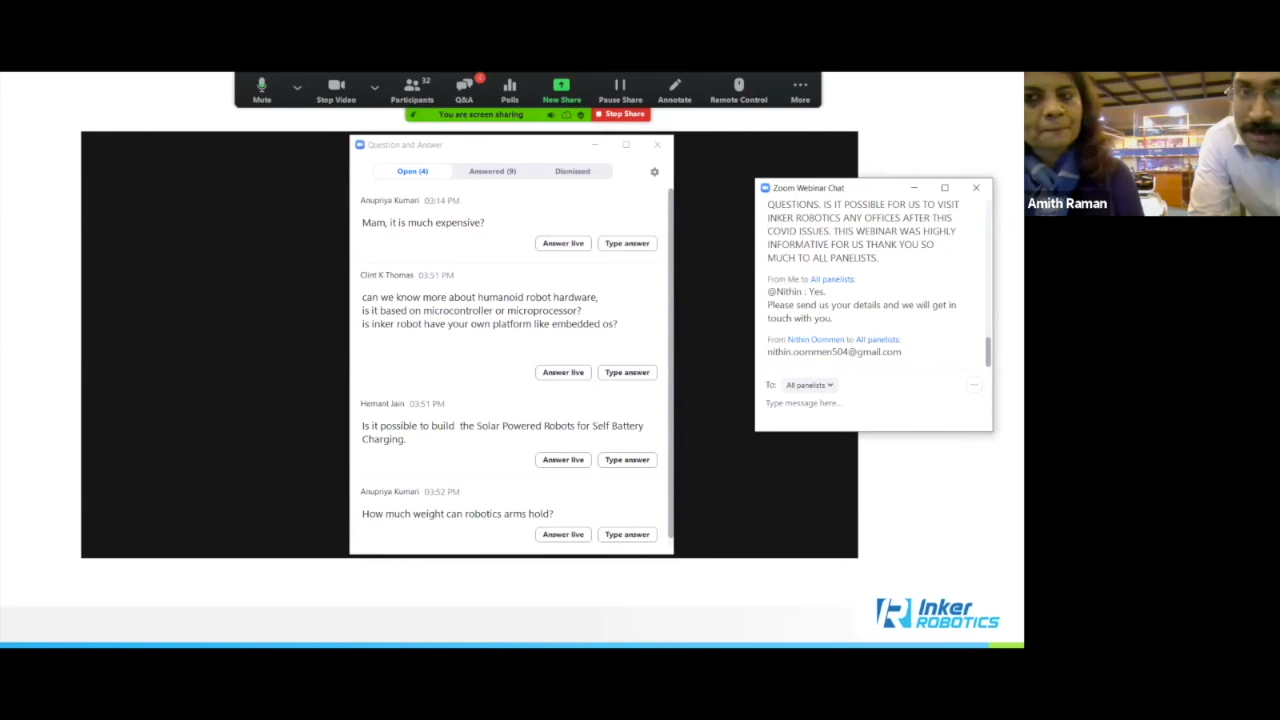 32
4
Mute
Stop Video
Participants
Q&A
Polls
New Share
Pause Share
Annotate
Remote Control
More
You are screen sharing
Stop Share
Question and Answer
Open (4)
Answered (9)
Dismissed
Anupriya Kumari 03:14 PM
Mam, it is much expensive?
Answer live
Type answer
Clint K Thomas 03:51 PM
can we know more about humanoid robot hardware,
is it based on microcontroller or microprocessor?
is inker robot have your own platform like embedded os?
Answer live
Type answer
Hemant Jain 03:51 PM
Is it possible to build the Solar Powered Robots for Self Battery
Charging.
Answer live
Type answer
Anupriya Kumari 03:52 PM
How much weight can robotics arms hold?
Answer live
Type answer
Zoom Webinar Chat
QUESTIONS. IS IT POSSIBLE FOR US TO VISIT
INKER ROBOTICS ANY OFFICES AFTER THIS
COVID ISSUES. THIS WEBINAR WAS HIGHLY
INFORMATIVE FOR US THANK YOU SO
MUCH TO ALL PANELISTS.
From Me to All panelists:
@Nithin : Yes.
Please send us your details and we will get in
touch with you.
From Nithin Oommen to All panelists:
nithin.oommen504@gmail.com
To: All panelists
Type message here...
Amith Raman
Inker
ROBOTICS